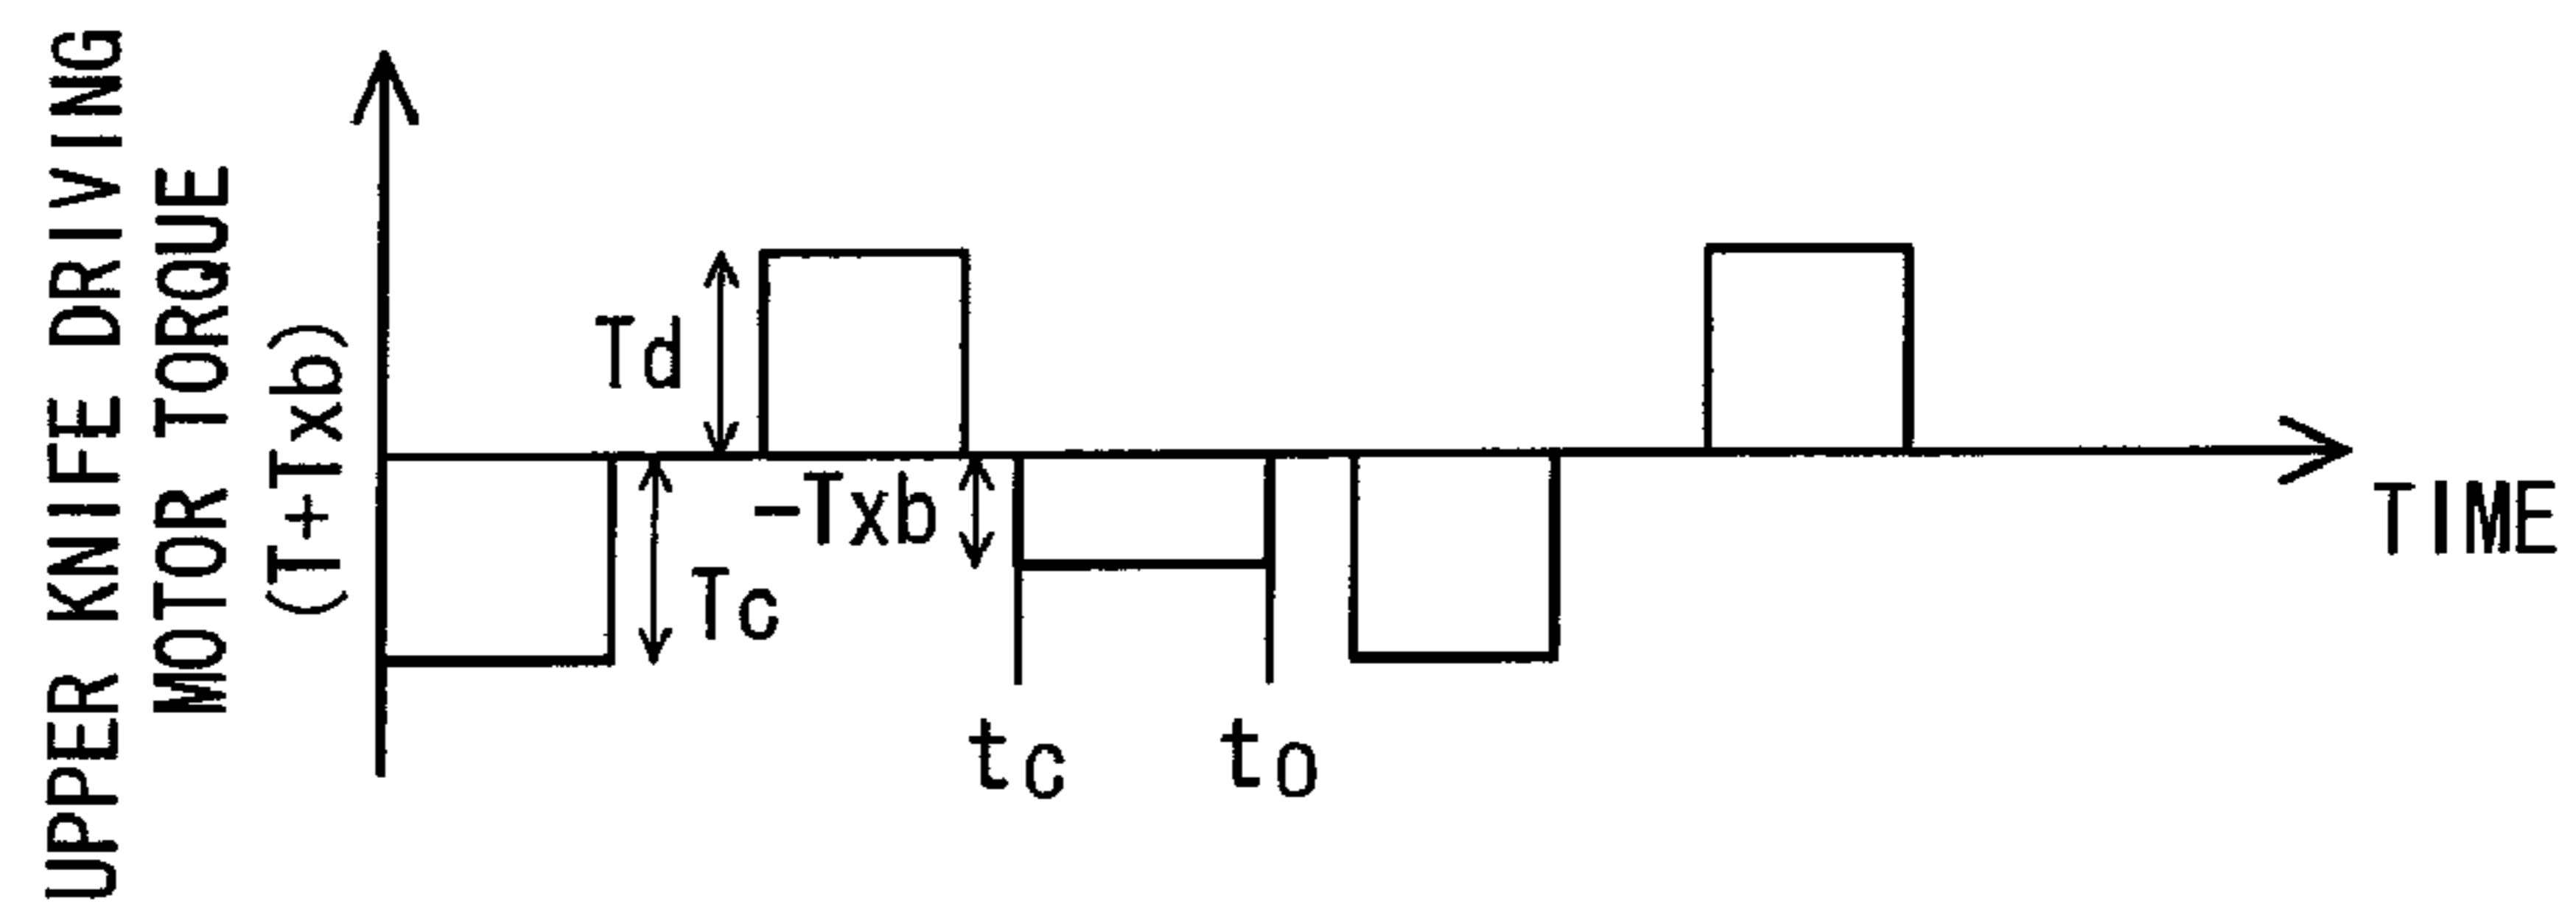 UPPER KNIFE DRIVING
MOTOR TORQUE
(T+Txb)
Td
-Txb
Tc
TIME
tc
to